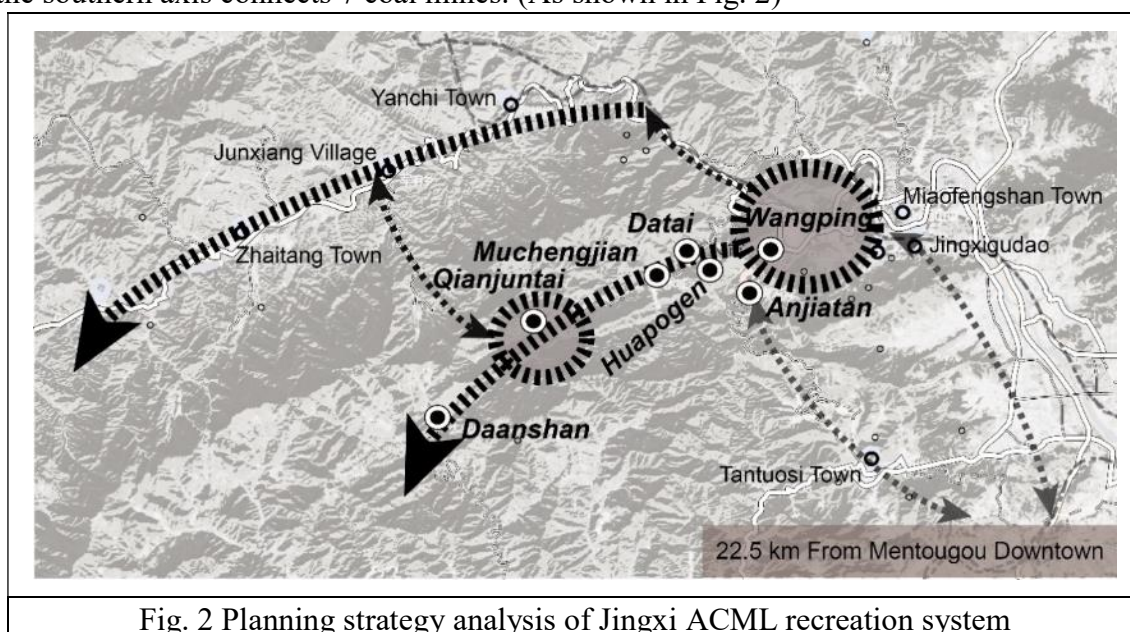 the southern axis connects 7 coal mines. (As shown in Fig. 2)
Yanchi Town
Junxiang Village
Zhaitang Town
Miaofengshan Town
Wangping
Jingxigudao
Datai
Muchengjian
Qianjuntai
Huapogen
Anjiatan
Daanshan
Tantuosi Town
22.5 km From Mentougou Downtown
Fig. 2 Planning strategy analysis of Jingxi ACML recreation system